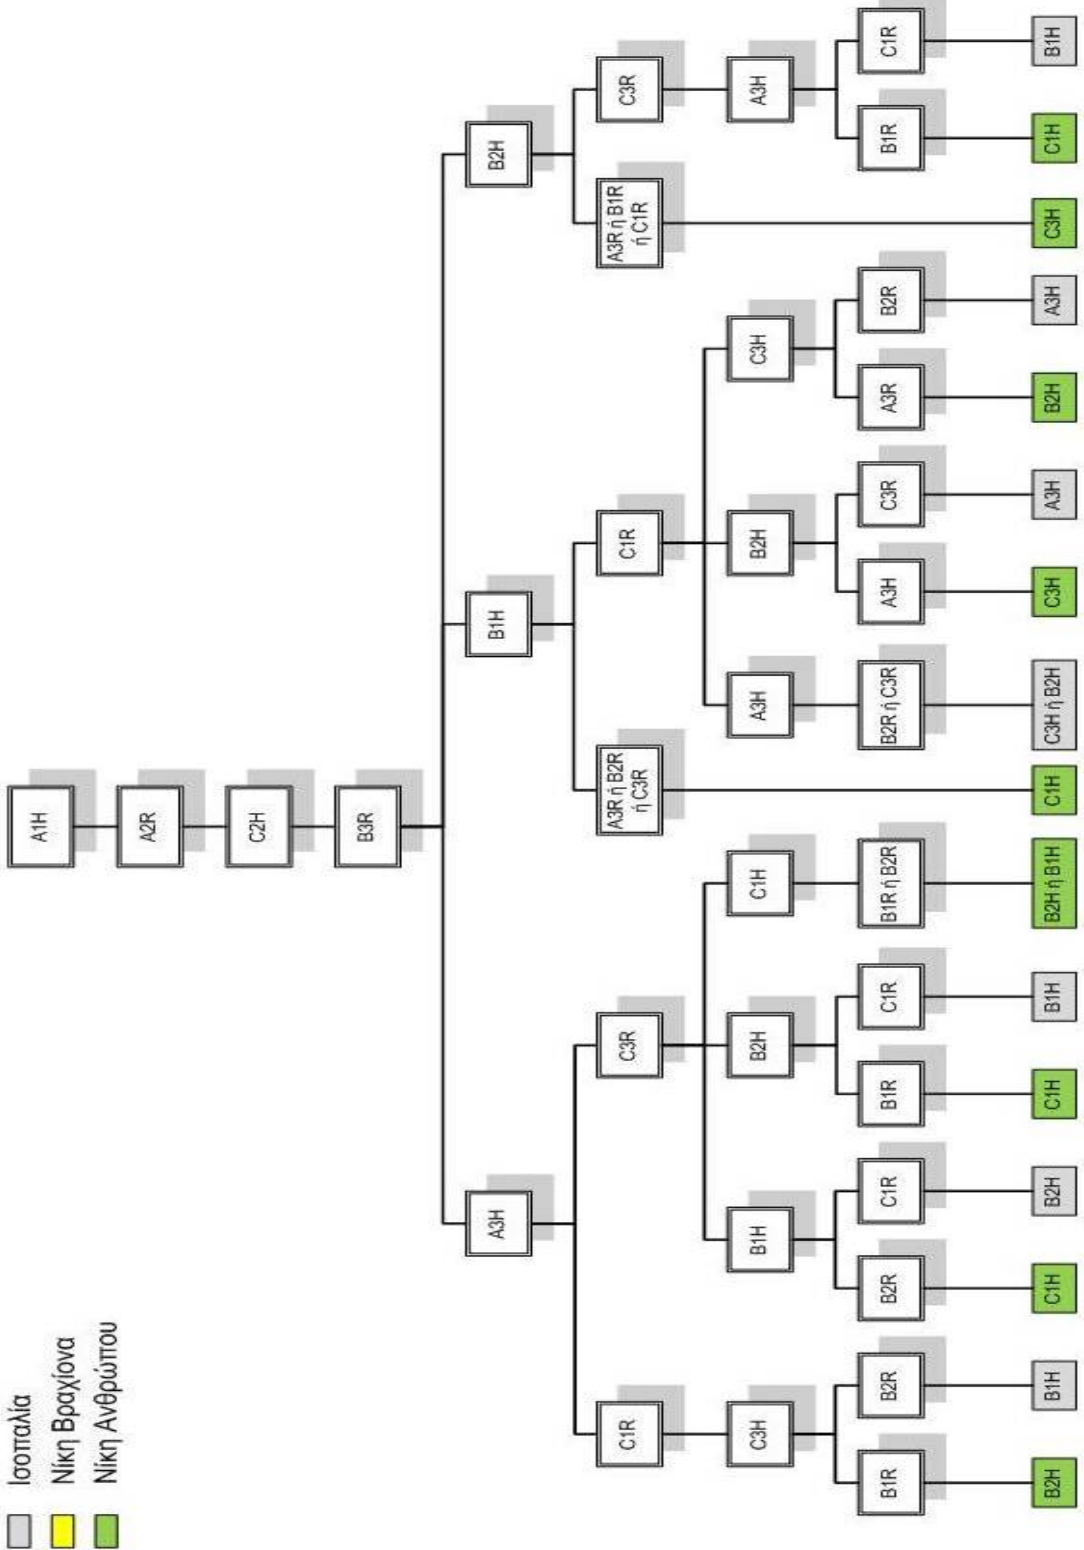 Ισοπαλία
Νίκη Βραχίονα
Νίκη Ανθρώπου
A1H
A2R
C2H
B3R
A3H
B1H
B2H
C1R
C3R
A3R ή B2R
ή C3R
C1R
A3R ή B1R
ή C1R
C3R
C3H
B1H
B2H
C1H
A3H
B2H
C3H
A3H
B1R
B2R
B2R
C1R
B1R
C1R
B1R ή B2R
B2R ή C3R
A3H
C3R
A3R
B2R
B1R
C1R
B2H
B1H
C1H
B2H
C1H
B1H
B2H ή B1H
C1H
C3H ή B2H
C3H
A3H
B2H
A3H
C3H
C1H
B1H